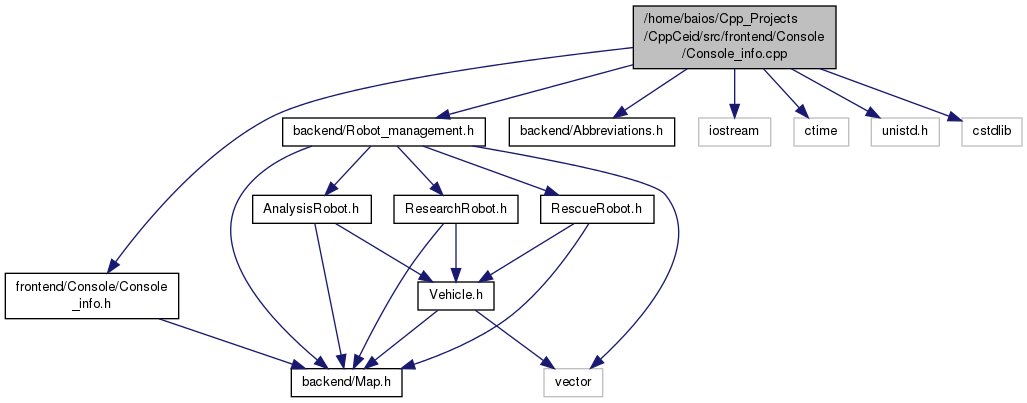 /home/baios/Cpp_Projects
/CppCeid/src/frontend/Console
/Console_info.cpp
backend/Robot_management.h
backend/Abbreviations.h
iostream
ctime
unistd.h
cstdlib
AnalysisRobot.h
ResearchRobot.h
RescueRobot.h
frontend/Console/Console
_info.h
Vehicle.h
backend/Map.h
vector